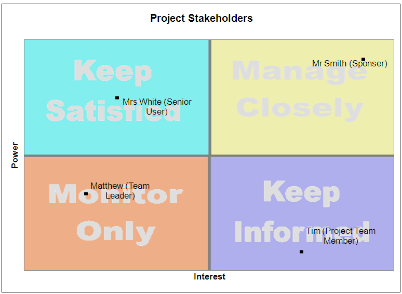 Project Stakeholders
Keep
Satisfied
Mrs White (Senior
User)
Manage
Closely
Mr Smith (Sponser)
Power
Monitor
Only
Matthew (Team
Leader)
Keep
Informed
Tim (Project Team
Member)
Interest